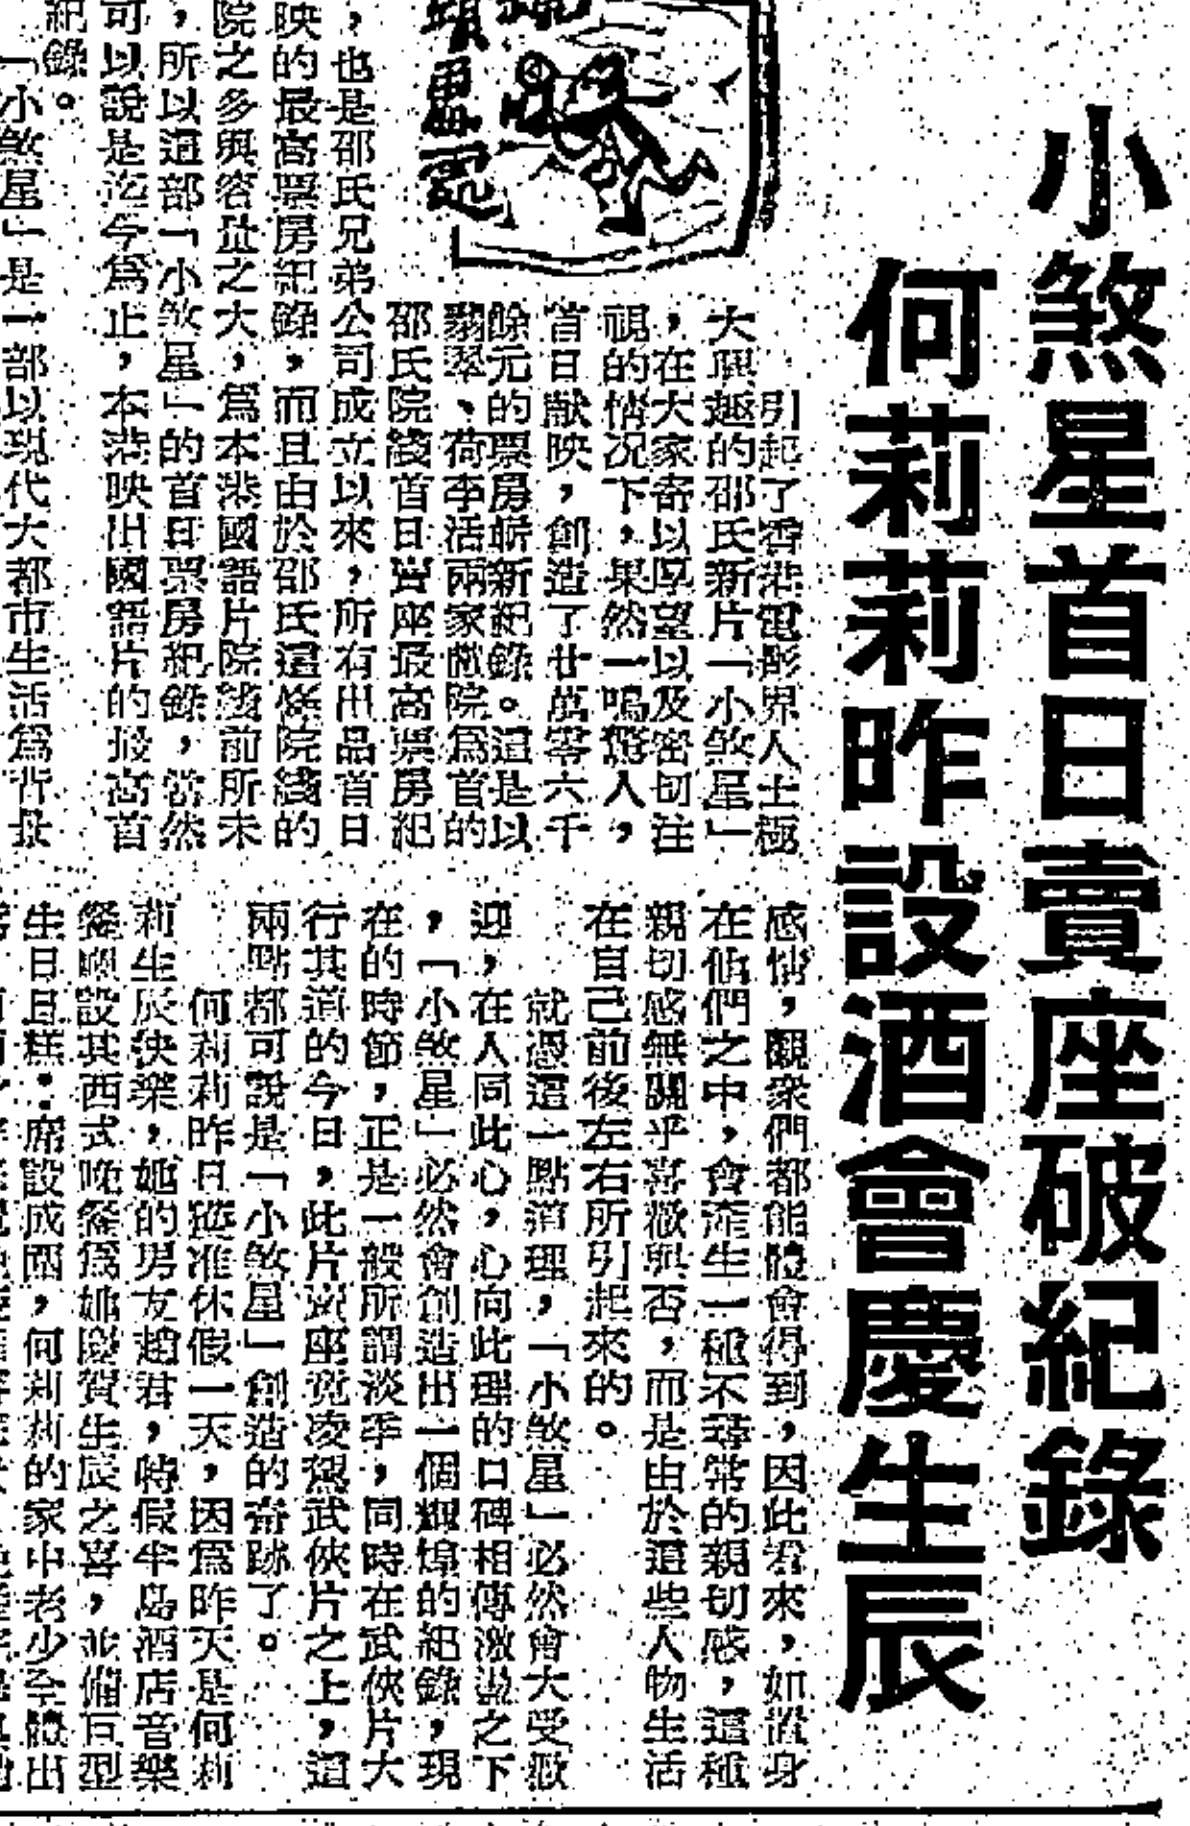 小煞星首日賣座破紀錄
何莉莉昨設酒會慶生辰
引起了香港電影界人士極
大興趣的邵氏新片「小煞星」
，在大家寄以厚望以及密切注
視的情况下，果然一鳴驚人，
首日献映，創造了廿萬零六千
餘元的票房嶄新紀錄。這是以
翡翠、荷李活兩家戲院爲首的
邵氏院綫首日賣座最高票房紀
，也是邵氏兄弟公司成立以來，所有出品首日
映的最高票房紀錄，而且由於邵氏這條院綫的
院之多與容量之大，爲本港國語片院綫前所未
，所以這部「小煞星」的首日票房紀錄，當然
可以說是迄今爲止，本港映出國語片的最高首
紀錄。
「小煞星」是一部以現代大都市生活爲背景
感情，觀衆們都能體會得到，因此看來，如置身
在他們之中，會產生一種不尋常的親切感，這種
親切感無關乎喜歡與否，而是由於這些人物生活
在自己前後左右所引起來的。
就憑這一點道理，「小煞星」必然會大受歡
迎，在人同此心，心向此理的口碑相傳激盪之下
，「小煞星」必然會創造出一個輝煌的紀錄，現
在的時節，正是一般所謂淡季，同時在武俠片大
行其道的今日，此片賣座竟凌駕武俠片之上，這
兩點都可說是「小煞星」創造的奇跡了。
何莉莉昨日獲准休假一天，因爲昨天是何莉
莉生辰快樂，她的男友趙君，特假半島酒店音樂
餐廳設其西式晚餐爲她慶賀生辰之喜，並備巨型
生日旦糕：席設成圍，何莉莉的家中老少全體出